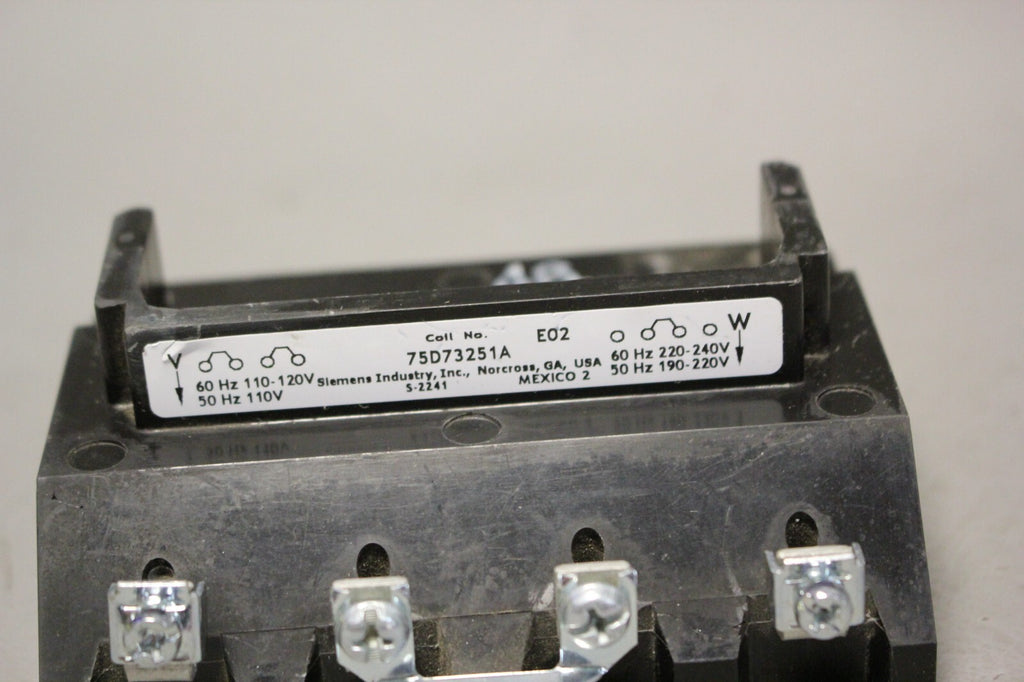 V
60 Hz 110-120V
50 Hz 110V
Coil No. E02
75D73251A
Siemens Industry, Inc., Norcross, GA, USA
S-2241 MEXICO 2
W
60 Hz 220-240V
50 Hz 190-220V